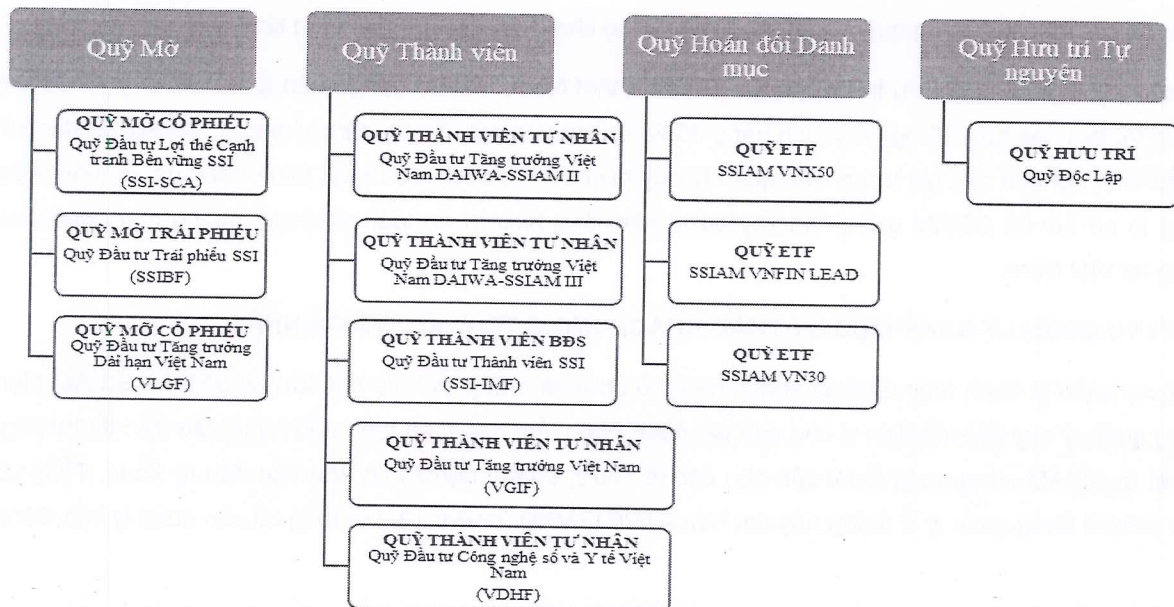 Quỹ Mở
QUỸ MỞ CỔ PHIẾU
Quỹ Đầu tư Lợi thế Cạnh
tranh Bền vững SSI
(SSI-SCA)
QUỸ MỞ TRÁI PHIẾU
Quỹ Đầu tư Trái phiếu SSI
(SSIBF)
QUỸ MỞ CỔ PHIẾU
Quỹ Đầu tư Tăng trưởng
Dài hạn Việt Nam
(VLGF)
Quỹ Thành viên
QUỸ THÀNH VIÊN TƯ NHÂN
Quỹ Đầu tư Tăng trưởng Việt
Nam DAIWA-SSIAM II
QUỸ THÀNH VIÊN TƯ NHÂN
Quỹ Đầu tư Tăng trưởng Việt
Nam DAIWA-SSIAM III
QUỸ THÀNH VIÊN BĐS
Quỹ Đầu tư Thành viên SSI
(SSI-IMF)
QUỸ THÀNH VIÊN TƯ NHÂN
Quỹ Đầu tư Tăng trưởng Việt Nam
(VGIF)
QUỸ THÀNH VIÊN TƯ NHÂN
Quỹ Đầu tư Công nghệ số và Y tế Việt
Nam
(VDHF)
Quỹ Hoán đổi Danh
mục
QUỸ ETF
SSIAM VNX50
QUỸ ETF
SSIAM VNFIN LEAD
QUỸ ETF
SSIAM VN30
Quỹ Hưu trí Tự
nguyện
QUỸ HƯU TRÍ
Quỹ Độc Lập